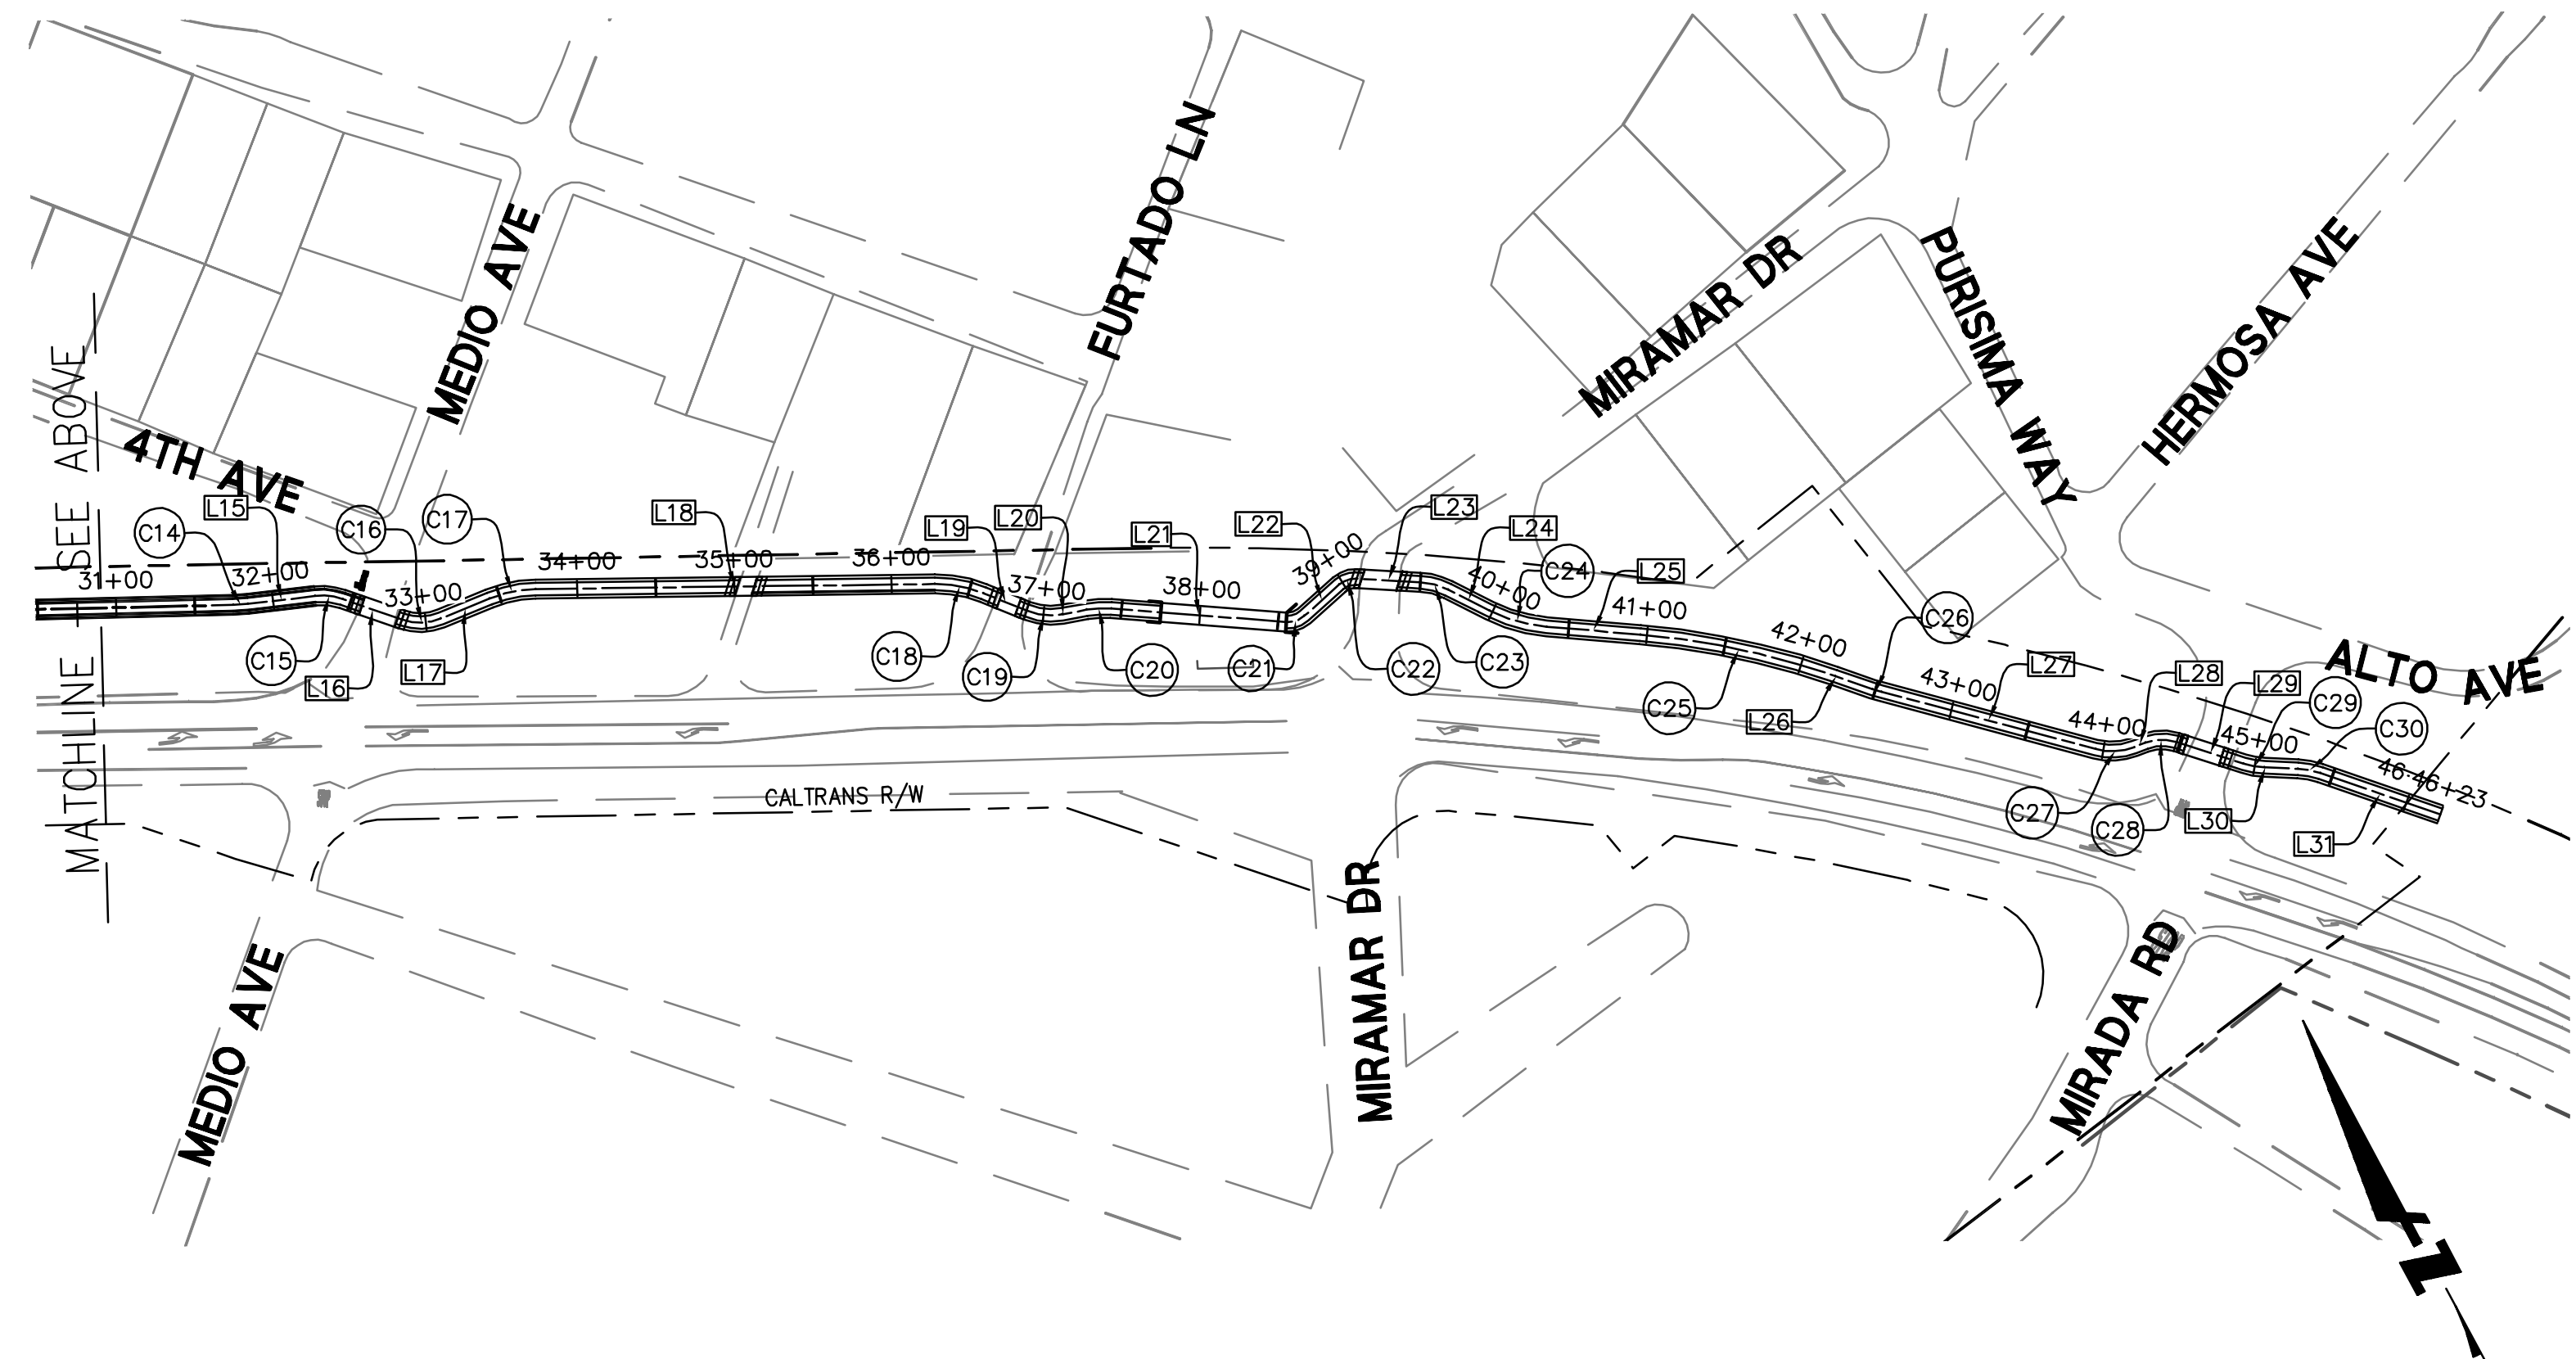 FURTADO LN
MEDIO AVE
MIRAMAR DR
PURISIMA WAY
HERMOSA AVE
MATCHLINE - SEE ABOVE
4TH AVE
ALTO AVE
C14
L15
C16
C17
L18
L19
L20
L21
L22
L23
L24
C24
L25
C26
L27
L28
L29
C29
C30
31+00
32+00
33+00
34+00
35+00
36+00
37+00
38+00
39+00
40+00
41+00
42+00
43+00
44+00
45+00
46+23
C15
L16
L17
C18
C19
C20
C21
C22
C23
C25
L26
C27
C28
L30
L31
CALTRANS R/W
MEDIO AVE
MIRAMAR DR
MIRADA RD
N